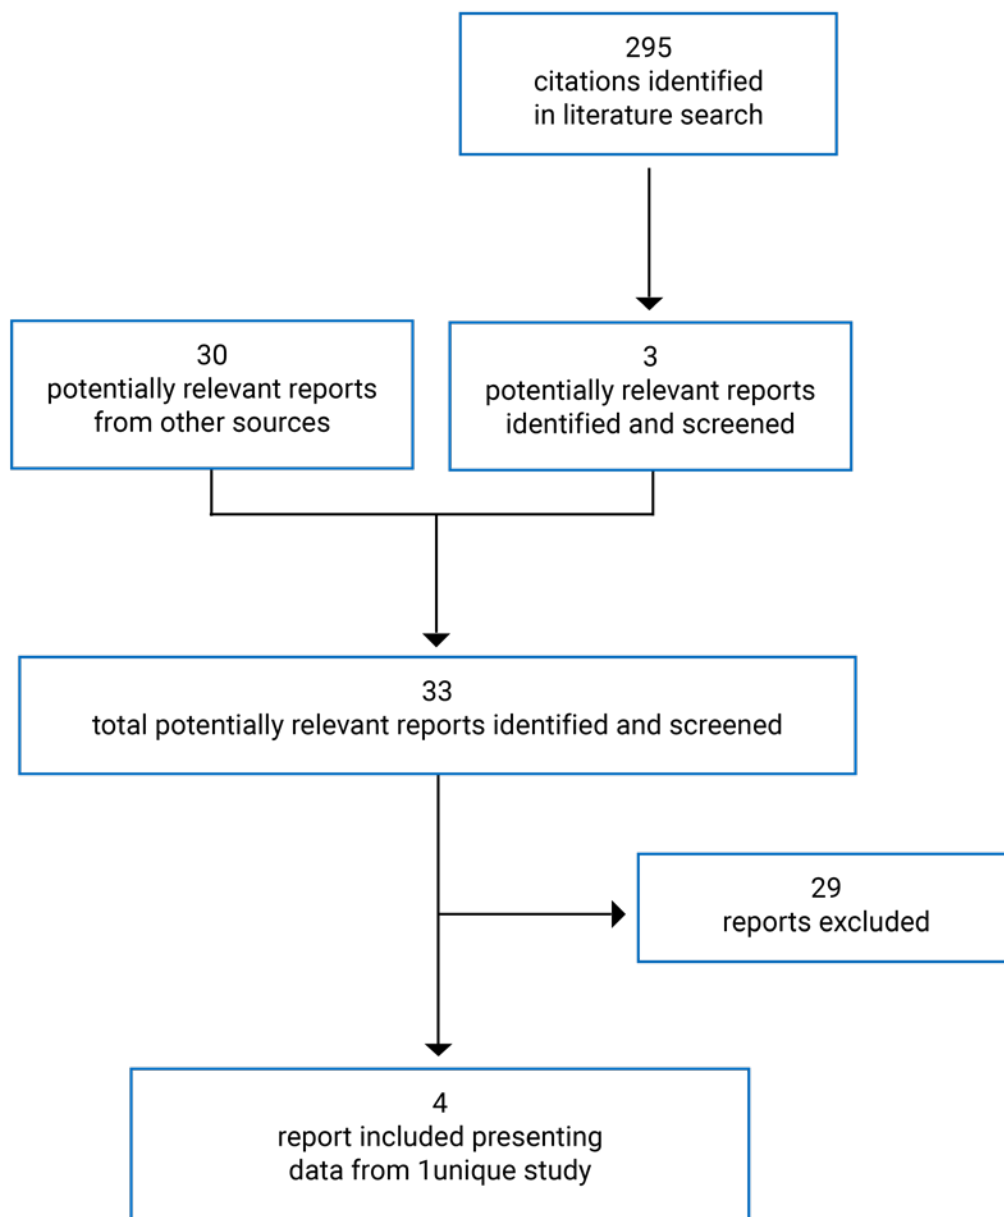 295
citations identified
in literature search
30
potentially relevant reports
from other sources
3
potentially relevant reports
identified and screened
33
total potentially relevant reports identified and screened
29
reports excluded
4
report included presenting
data from 1unique study